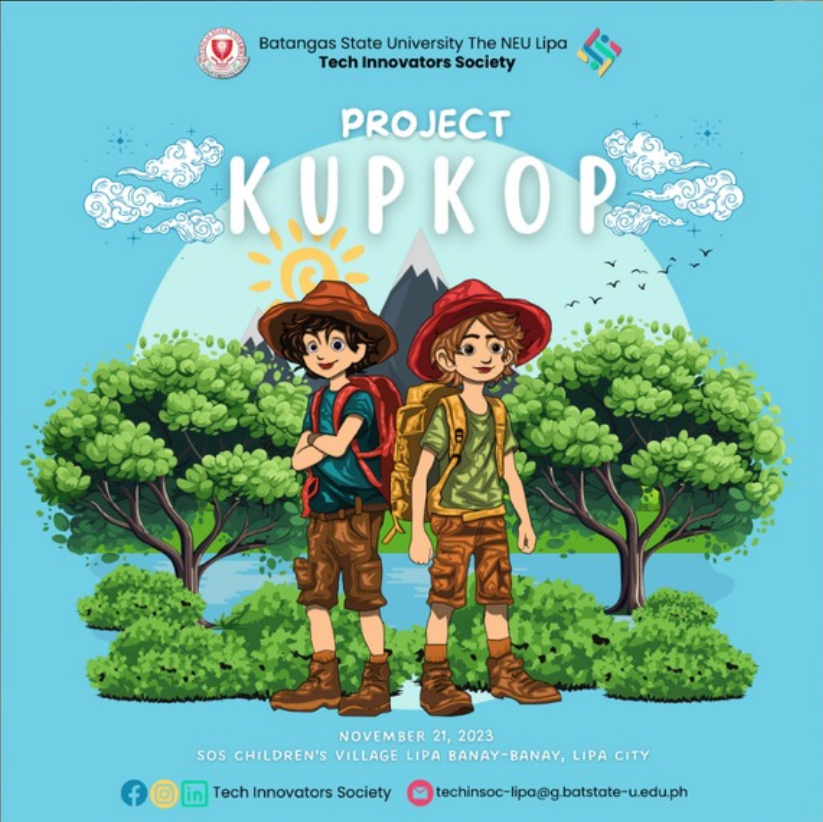 Batangas State University The NEU Lipa
Tech Innovators Society
PROJECT
KUPKOP
NOVEMBER 21, 2023
SOS CHILDREN'S VILLAGE LIPA BANAY-BANAY, LIPA CITY
Tech Innovators Society techinsoc-lipa@g.batstate-u.edu.ph